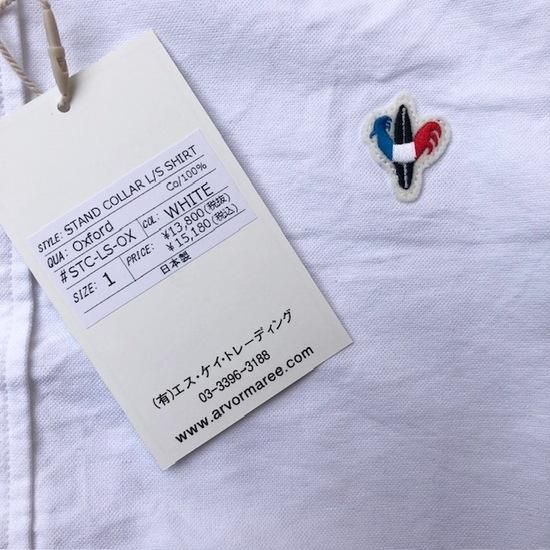 STYLE: STAND COLLAR L/S SHIRT
Co/100%
QUA: Oxford COL: WHITE
#STC-LS-OX ¥13,800(税抜)
SIZE: 1 PRICE: ¥15,180(税込)
日本製
(有)エス・ケイ・トレーディング
03-3396-3188
www.arvormaree.com